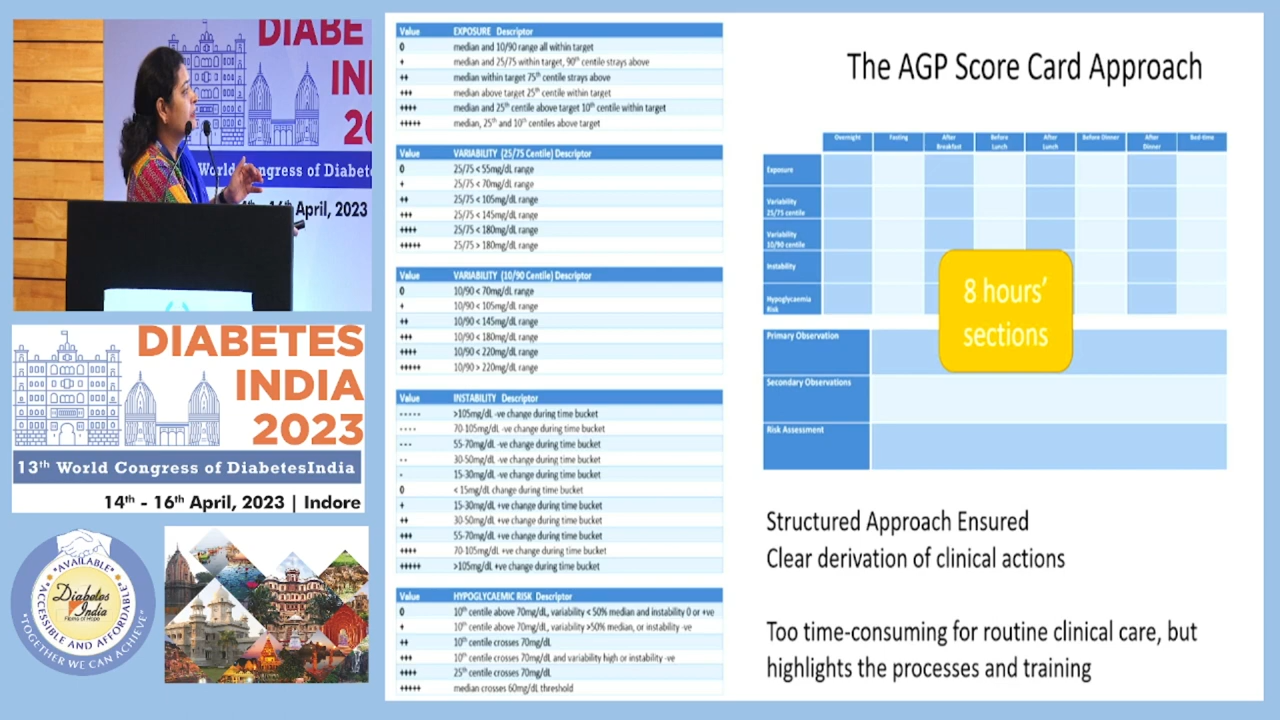 DIABE
IND
20
World Congress of Diabete
14th April, 2023
DIABETES
INDIA
2023
13th World Congress of DiabetesIndia
14th - 16th April, 2023 | Indore
•AVAILABLE•
ACCESSIBLE AND AFFORDABLE
"TOGETHER WE CAN ACHIEVE"
Diabetes
India
Value EXPOSURE Descriptor
0 median and 10/90 range all within target
+ median and 25/75 within target, 90th centile strays above
++ median within target 75th centile strays above
+++ median above target 25th centile within target
++++ median and 25th centile above target 10th centile within target
+++++ median, 25th and 10th centiles above target
Value VARIABILITY (25/75 Centile) Descriptor
0 25/75 < 55mg/dL range
+ 25/75 < 70mg/dL range
++ 25/75 < 105mg/dL range
+++ 25/75 < 145mg/dL range
++++ 25/75 < 180mg/dL range
+++++ 25/75 > 180mg/dL range
Value VARIABILITY (10/90 Centile) Descriptor
0 10/90 < 70mg/dL range
+ 10/90 < 105mg/dL range
++ 10/90 < 145mg/dL range
+++ 10/90 < 180mg/dL range
++++ 10/90 < 220mg/dL range
+++++ 10/90 > 220mg/dL range
Value INSTABILITY Descriptor
- - - - - >105mg/dL -ve change during time bucket
- - - - 70-105mg/dL -ve change during time bucket
- - - 55-70mg/dL -ve change during time bucket
- - 30-50mg/dL -ve change during time bucket
- 15-30mg/dL -ve change during time bucket
0 < 15mg/dL change during time bucket
+ 15-30mg/dL +ve change during time bucket
++ 30-50mg/dL +ve change during time bucket
+++ 55-70mg/dL +ve change during time bucket
++++ 70-105mg/dL +ve change during time bucket
+++++ >105mg/dL +ve change during time bucket
Value HYPOGLYCAEMIC RISK Descriptor
0 10th centile above 70mg/dL, variability < 50% median and instability 0 or +ve
+ 10th centile above 70mg/dL, variability >50% median, or instability -ve
++ 10th centile crosses 70mg/dL
+++ 10th centile crosses 70mg/dL and variability high or instability -ve
++++ 25th centile crosses 70mg/dL
+++++ median crosses 60mg/dL threshold
The AGP Score Card Approach
Overnight Fasting After Breakfast Before Lunch After Lunch Before Dinner After Dinner Bed-time
Exposure
Variability
25/75 centile
Variability
10/90 centile
Instability
Hypoglycaemia
Risk
8 hours'
sections
Primary Observation
Secondary Observations
Risk Assessment
Structured Approach Ensured
Clear derivation of clinical actions
Too time-consuming for routine clinical care, but
highlights the processes and training